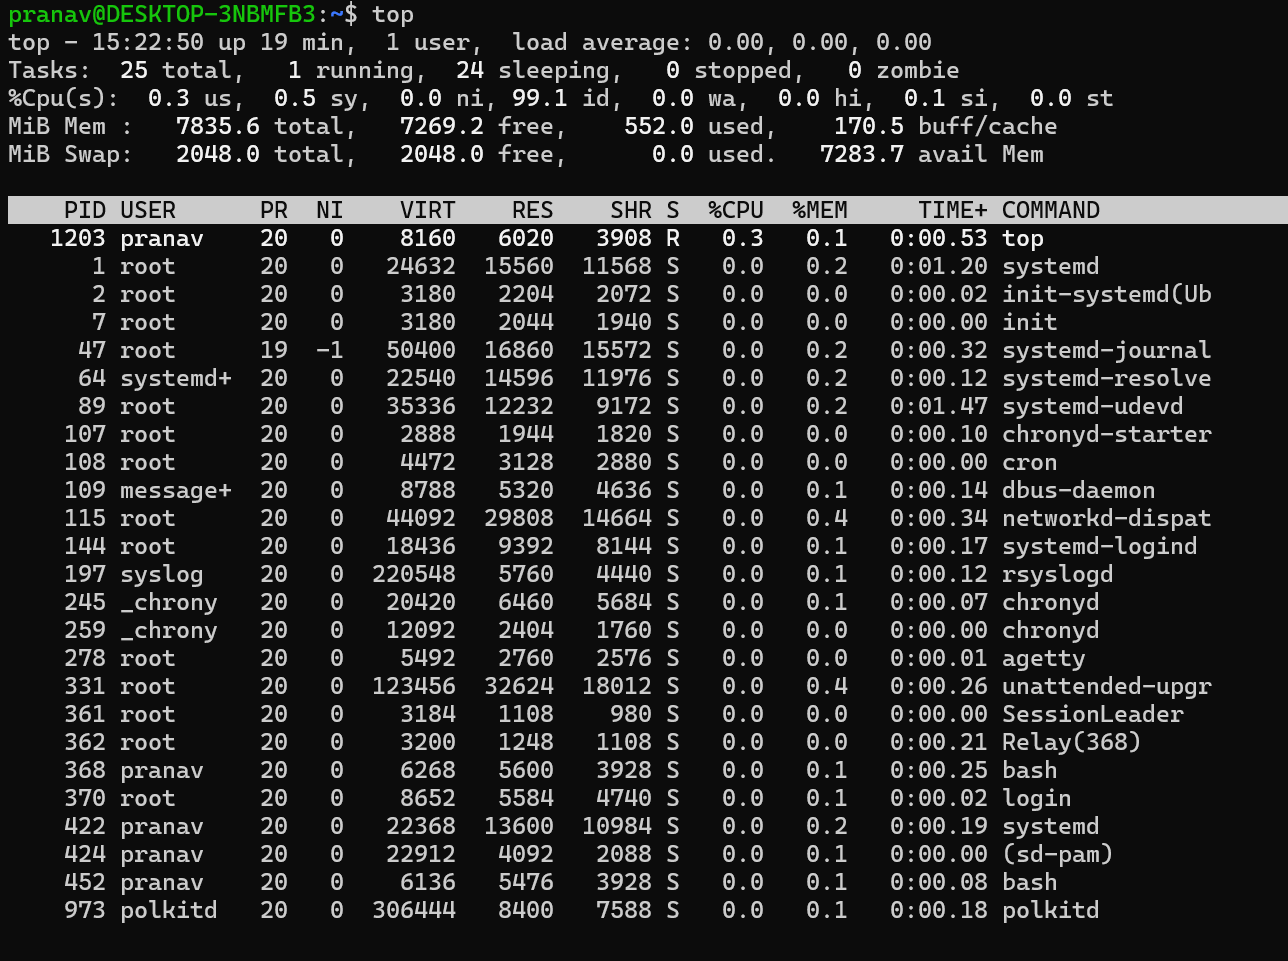 pranav@DESKTOP-3NBMFB3:~$ top
top - 15:22:50 up 19 min,  1 user,  load average: 0.00, 0.00, 0.00
Tasks:  25 total,   1 running,  24 sleeping,   0 stopped,   0 zombie
%Cpu(s):  0.3 us,  0.5 sy,  0.0 ni, 99.1 id,  0.0 wa,  0.0 hi,  0.1 si,  0.0 st
MiB Mem :   7835.6 total,   7269.2 free,    552.0 used,    170.5 buff/cache
MiB Swap:   2048.0 total,   2048.0 free,      0.0 used.   7283.7 avail Mem
    PID USER      PR  NI    VIRT    RES    SHR S  %CPU  %MEM     TIME+ COMMAND
   1203 pranav    20   0    8160   6020   3908 R   0.3   0.1   0:00.53 top
      1 root      20   0   24632  15560  11568 S   0.0   0.2   0:01.20 systemd
      2 root      20   0    3180   2204   2072 S   0.0   0.0   0:00.02 init-systemd(Ub
      7 root      20   0    3180   2044   1940 S   0.0   0.0   0:00.00 init
     47 root      19  -1   50400  16860  15572 S   0.0   0.2   0:00.32 systemd-journal
     64 systemd+  20   0   22540  14596  11976 S   0.0   0.2   0:00.12 systemd-resolve
     89 root      20   0   35336  12232   9172 S   0.0   0.2   0:01.47 systemd-udevd
    107 root      20   0    2888   1944   1820 S   0.0   0.0   0:00.10 chronyd-starter
    108 root      20   0    4472   3128   2880 S   0.0   0.0   0:00.00 cron
    109 message+  20   0    8788   5320   4636 S   0.0   0.1   0:00.14 dbus-daemon
    115 root      20   0   44092  29808  14664 S   0.0   0.4   0:00.34 networkd-dispat
    144 root      20   0   18436   9392   8144 S   0.0   0.1   0:00.17 systemd-logind
    197 syslog    20   0  220548   5760   4440 S   0.0   0.1   0:00.12 rsyslogd
    245 _chrony   20   0   20420   6460   5684 S   0.0   0.1   0:00.07 chronyd
    259 _chrony   20   0   12092   2404   1760 S   0.0   0.0   0:00.00 chronyd
    278 root      20   0    5492   2760   2576 S   0.0   0.0   0:00.01 agetty
    331 root      20   0  123456  32624  18012 S   0.0   0.4   0:00.26 unattended-upgr
    361 root      20   0    3184   1108    980 S   0.0   0.0   0:00.00 SessionLeader
    362 root      20   0    3200   1248   1108 S   0.0   0.0   0:00.21 Relay(368)
    368 pranav    20   0    6268   5600   3928 S   0.0   0.1   0:00.25 bash
    370 root      20   0    8652   5584   4740 S   0.0   0.1   0:00.02 login
    422 pranav    20   0   22368  13600  10984 S   0.0   0.2   0:00.19 systemd
    424 pranav    20   0   22912   4092   2088 S   0.0   0.1   0:00.00 (sd-pam)
    452 pranav    20   0    6136   5476   3928 S   0.0   0.1   0:00.08 bash
    973 polkitd   20   0  306444   8400   7588 S   0.0   0.1   0:00.18 polkitd